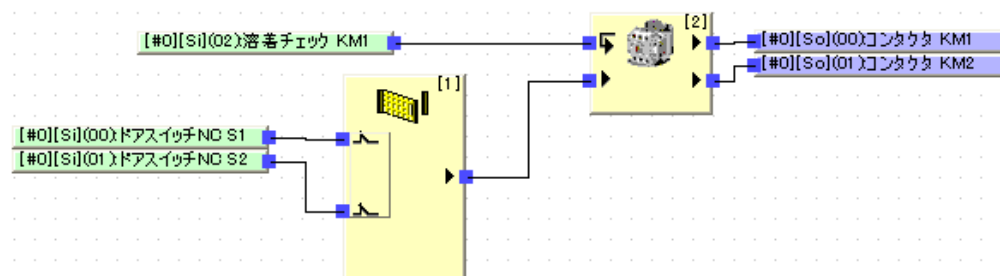 [2]
[#0][Si](02):溶着チェック KM1
[#0][So](00):コンタクタ KM1
[#0][So](01):コンタクタ KM2
[1]
[#0][Si](00):ドアスイッチNC S1
[#0][Si](01):ドアスイッチNC S2